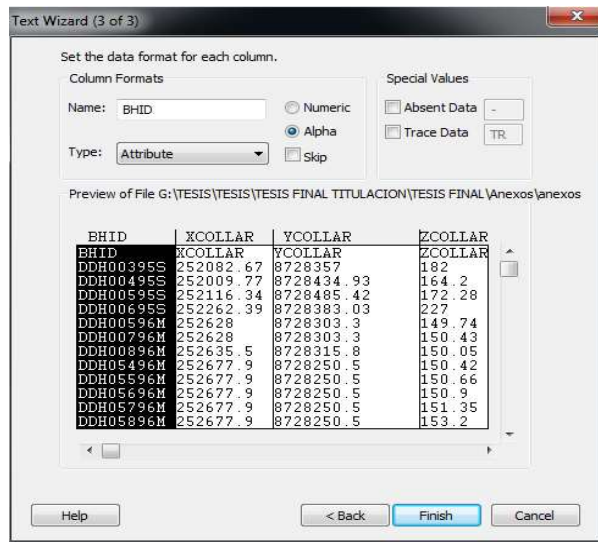 Text Wizard (3 of 3)
x
Set the data format for each column.
Column Formats
Special Values
Name: BHID
Numeric
Alpha
Skip
Absent Data -
Trace Data TR
Type: Attribute
Preview of File G:\TESIS\TESIS\TESIS FINAL TITULACION\TESIS FINAL\Anexos\anexos
BHID XCOLLAR YCOLLAR ZCOLLAR
BHID XCOLLAR YCOLLAR ZCOLLAR
DDH00395S 252082.67 8728357 182
DDH00495S 252009.77 8728434.93 164.2
DDH00595S 252116.34 8728485.42 172.28
DDH00695S 252262.39 8728383.03 227
DDH00596M 252628 8728303.3 149.74
DDH00796M 252628 8728303.3 150.43
DDH00896M 252635.5 8728315.8 150.05
DDH05496M 252677.9 8728250.5 150.42
DDH05596M 252677.9 8728250.5 150.66
DDH05696M 252677.9 8728250.5 150.9
DDH05796M 252677.9 8728250.5 151.35
DDH05896M 252677.9 8728250.5 153.2
Help
< Back
Finish
Cancel